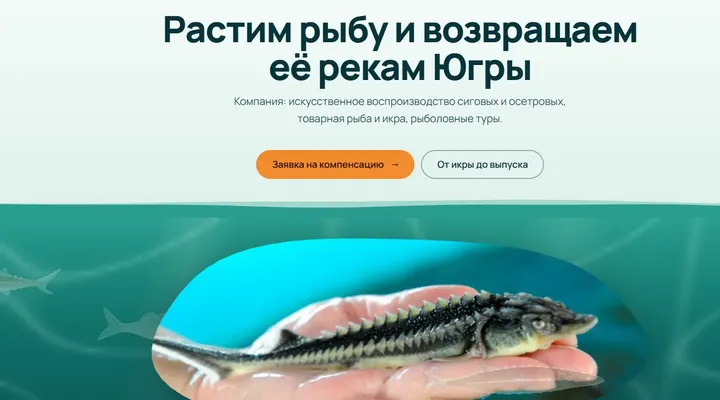 Растим рыбу и возвращаем
её рекам Югры
Компания: искусственное воспроизводство сиговых и осетровых,
товарная рыба и икра, рыболовные туры.
Заявка на компенсацию →
От икры до выпуска